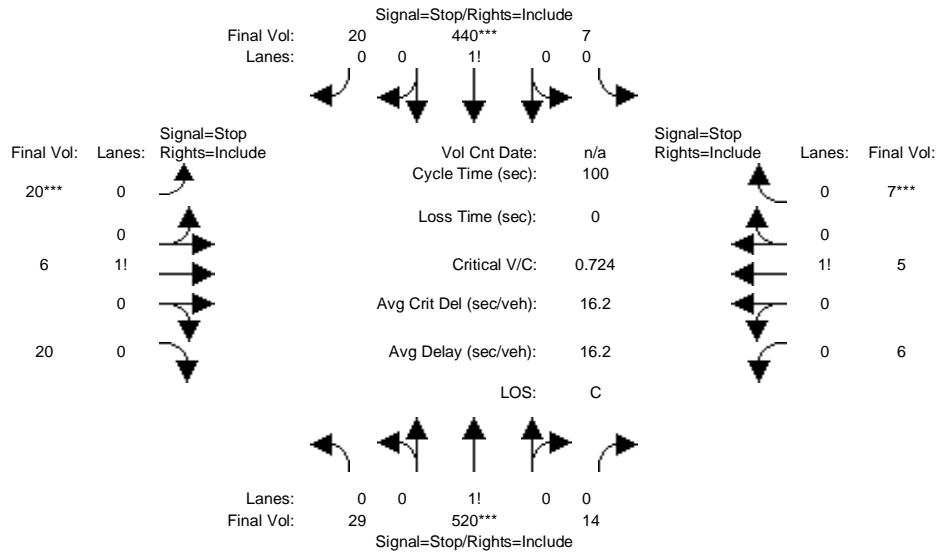 Signal=Stop/Rights=Include
Final Vol: 20 440*** 7
Lanes: 0 0 1! 0 0
Signal=Stop
Final Vol: Lanes: Rights=Include
Vol Cnt Date: n/a
Signal=Stop
Rights=Include Lanes: Final Vol:
Cycle Time (sec): 100
20*** 0
0 7***
Loss Time (sec): 0
0
0
6 1!
Critical V/C: 0.724
1! 5
0
Avg Crit Del (sec/veh): 16.2
0
20 0
Avg Delay (sec/veh): 16.2
0 6
LOS: C
Lanes: 0 0 1! 0 0
Final Vol: 29 520*** 14
Signal=Stop/Rights=Include